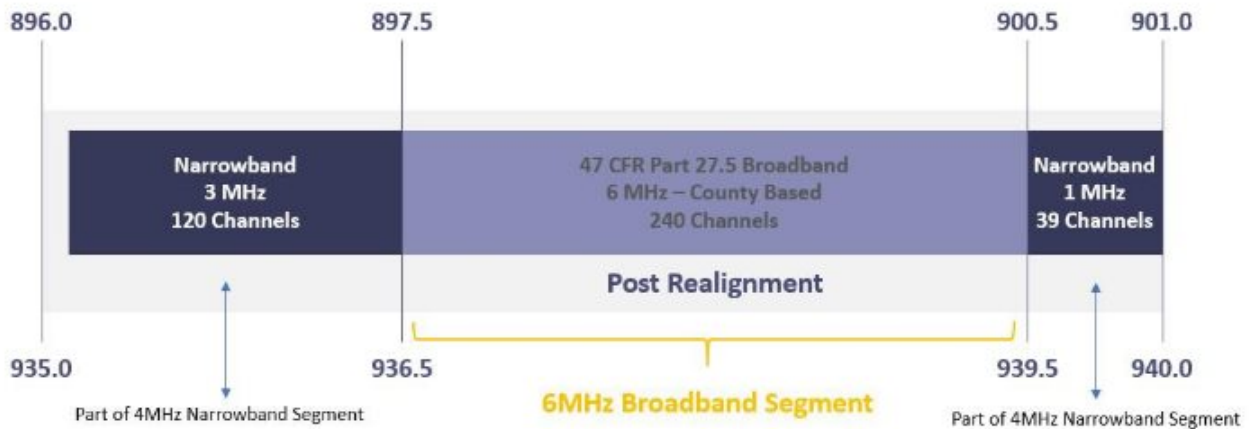 896.0
897.5
900.5
901.0
Narrowband
3 MHz
120 Channels
47 CFR Part 27.5 Broadband
6 MHz – County Based
240 Channels
Narrowband
1 MHz
39 Channels
Post Realignment
935.0
936.5
939.5
940.0
Part of 4MHz Narrowband Segment
6MHz Broadband Segment
Part of 4MHz Narrowband Segment